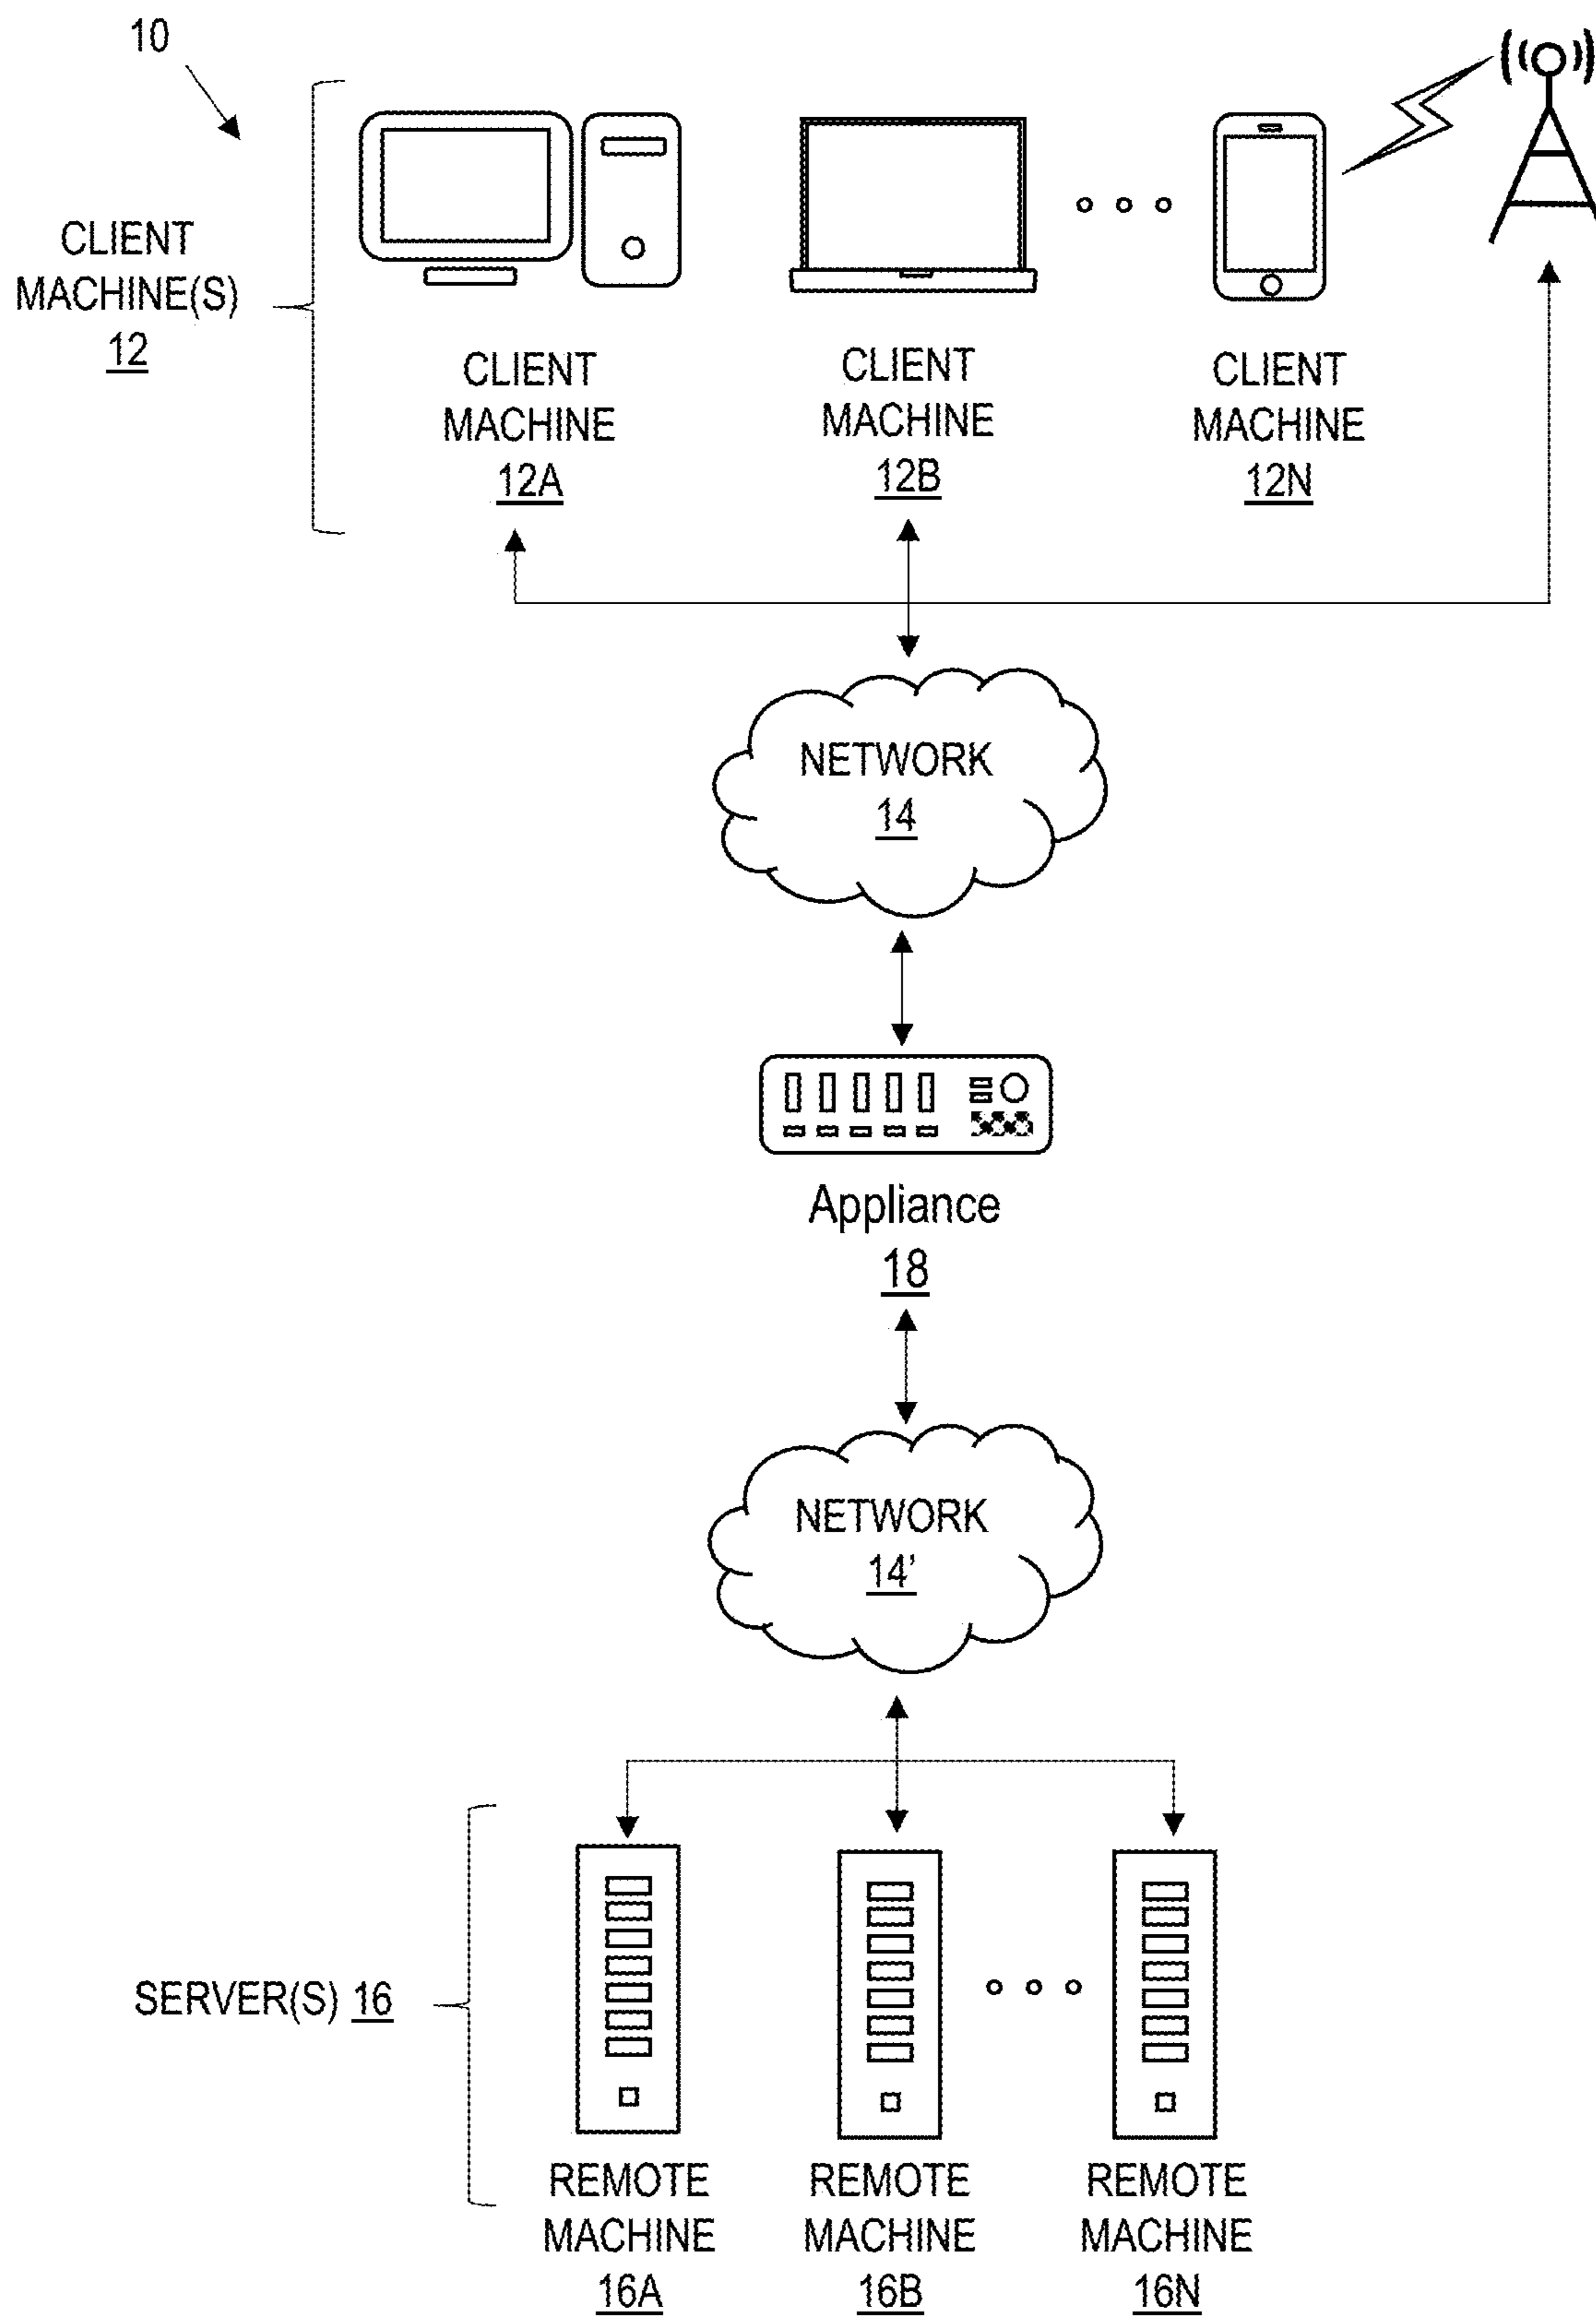 10
CLIENT
MACHINE(S)
12
CLIENT
MACHINE
12A
CLIENT
MACHINE
12B
CLIENT
MACHINE
12N
NETWORK
14
Appliance
18
NETWORK
14'
SERVER(S) 16
REMOTE
MACHINE
16A
REMOTE
MACHINE
16B
REMOTE
MACHINE
16N